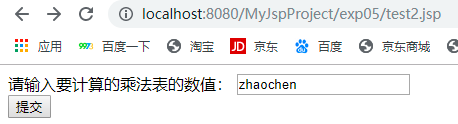 localhost:8080/MyJspProject/exp05/test2.jsp
应用 997 百度一下 淘宝 JD 京东 百度 京东商城
请输入要计算的乘法表的数值: zhaochen
提交